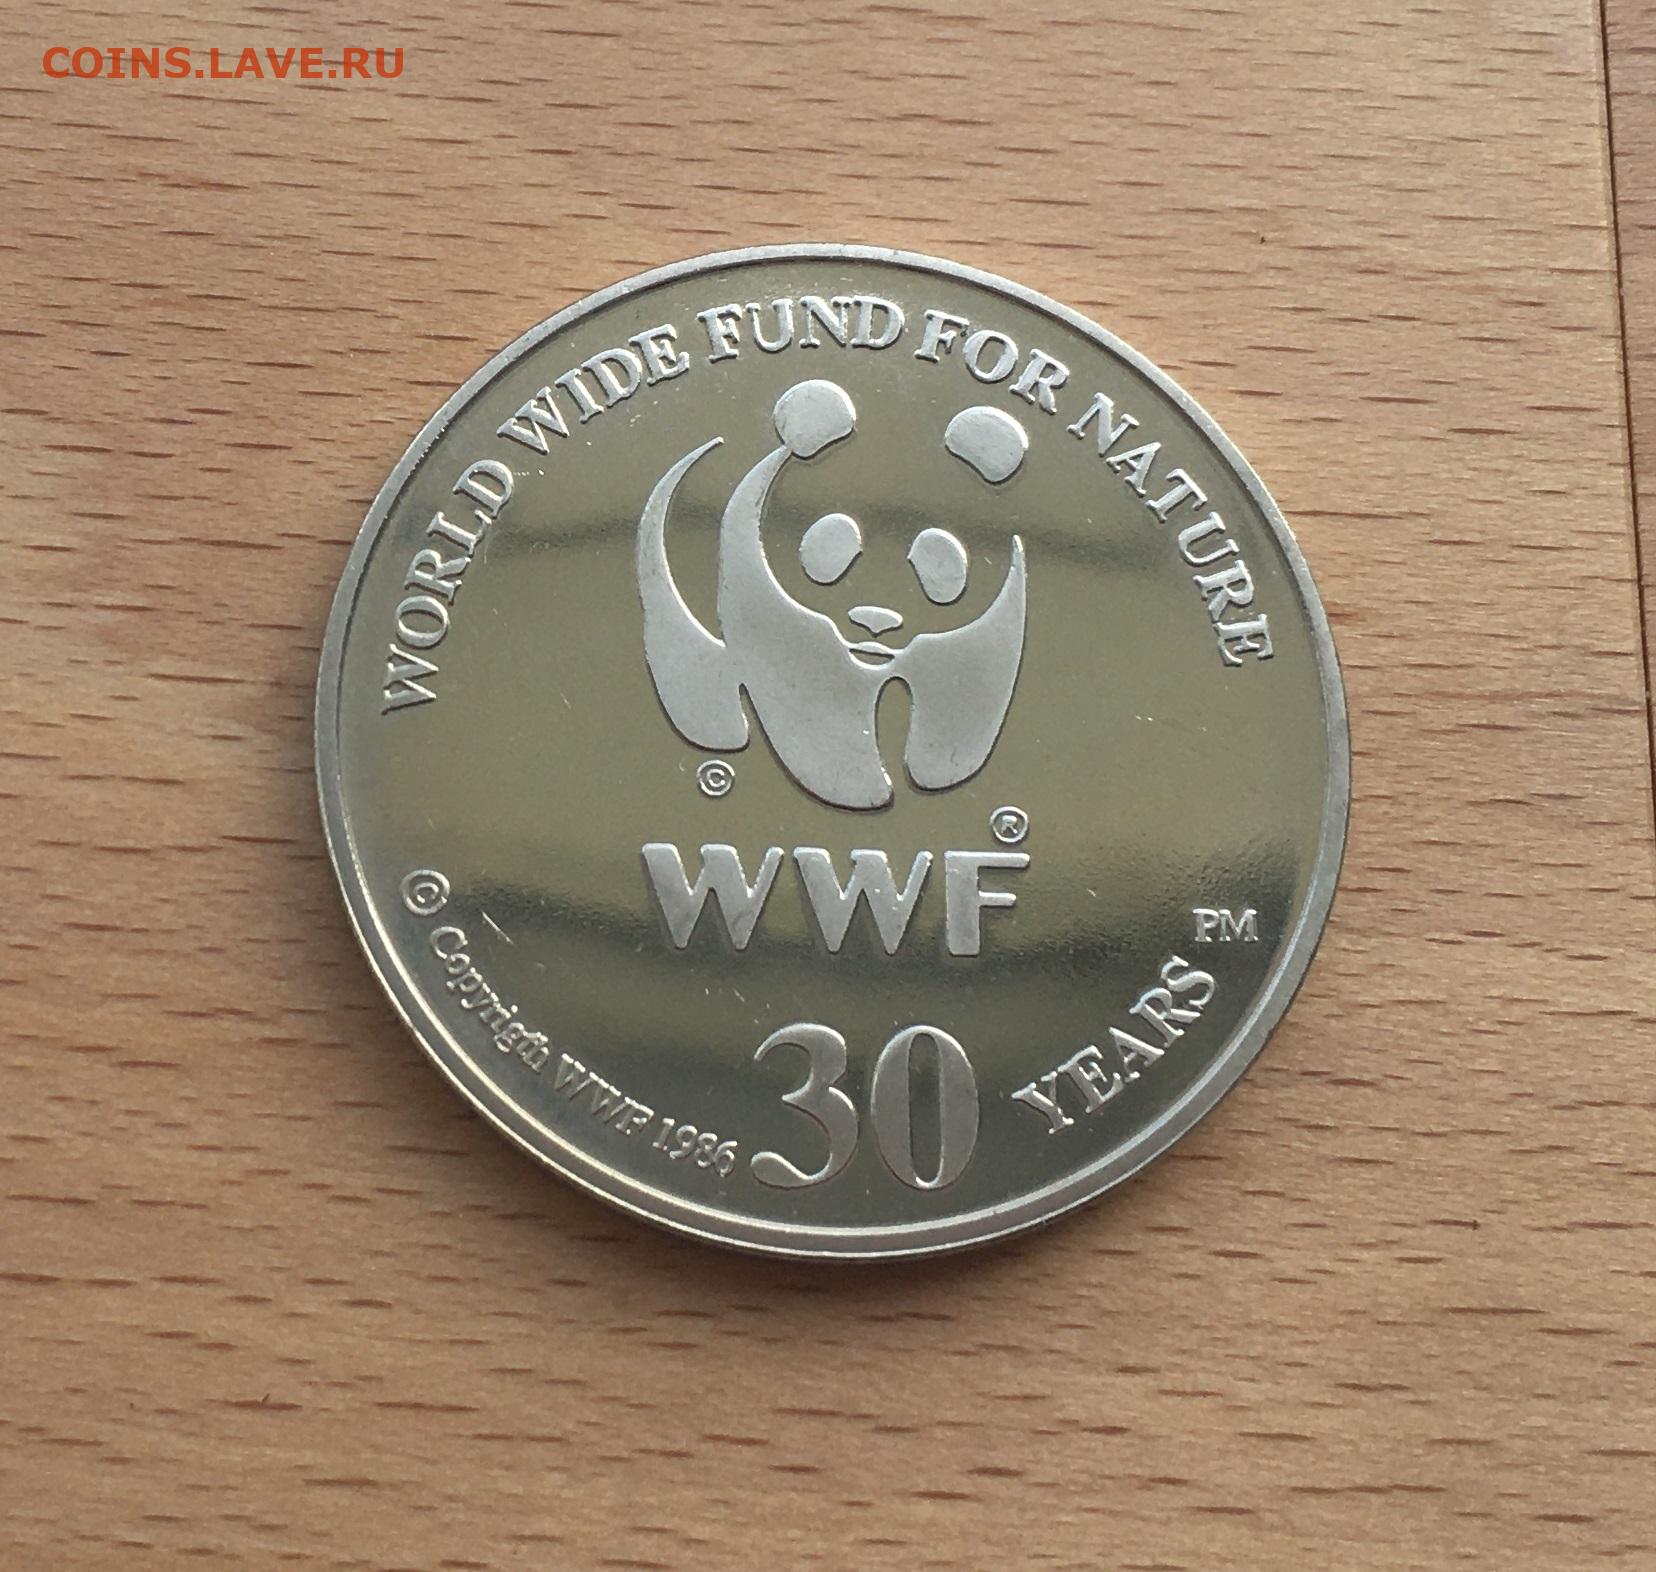 COINS.LAVE.RU
WORLD WIDE FUND FOR NATURE
©
®
WWF
PM
© Copyrigth WWF 1986
30 YEARS